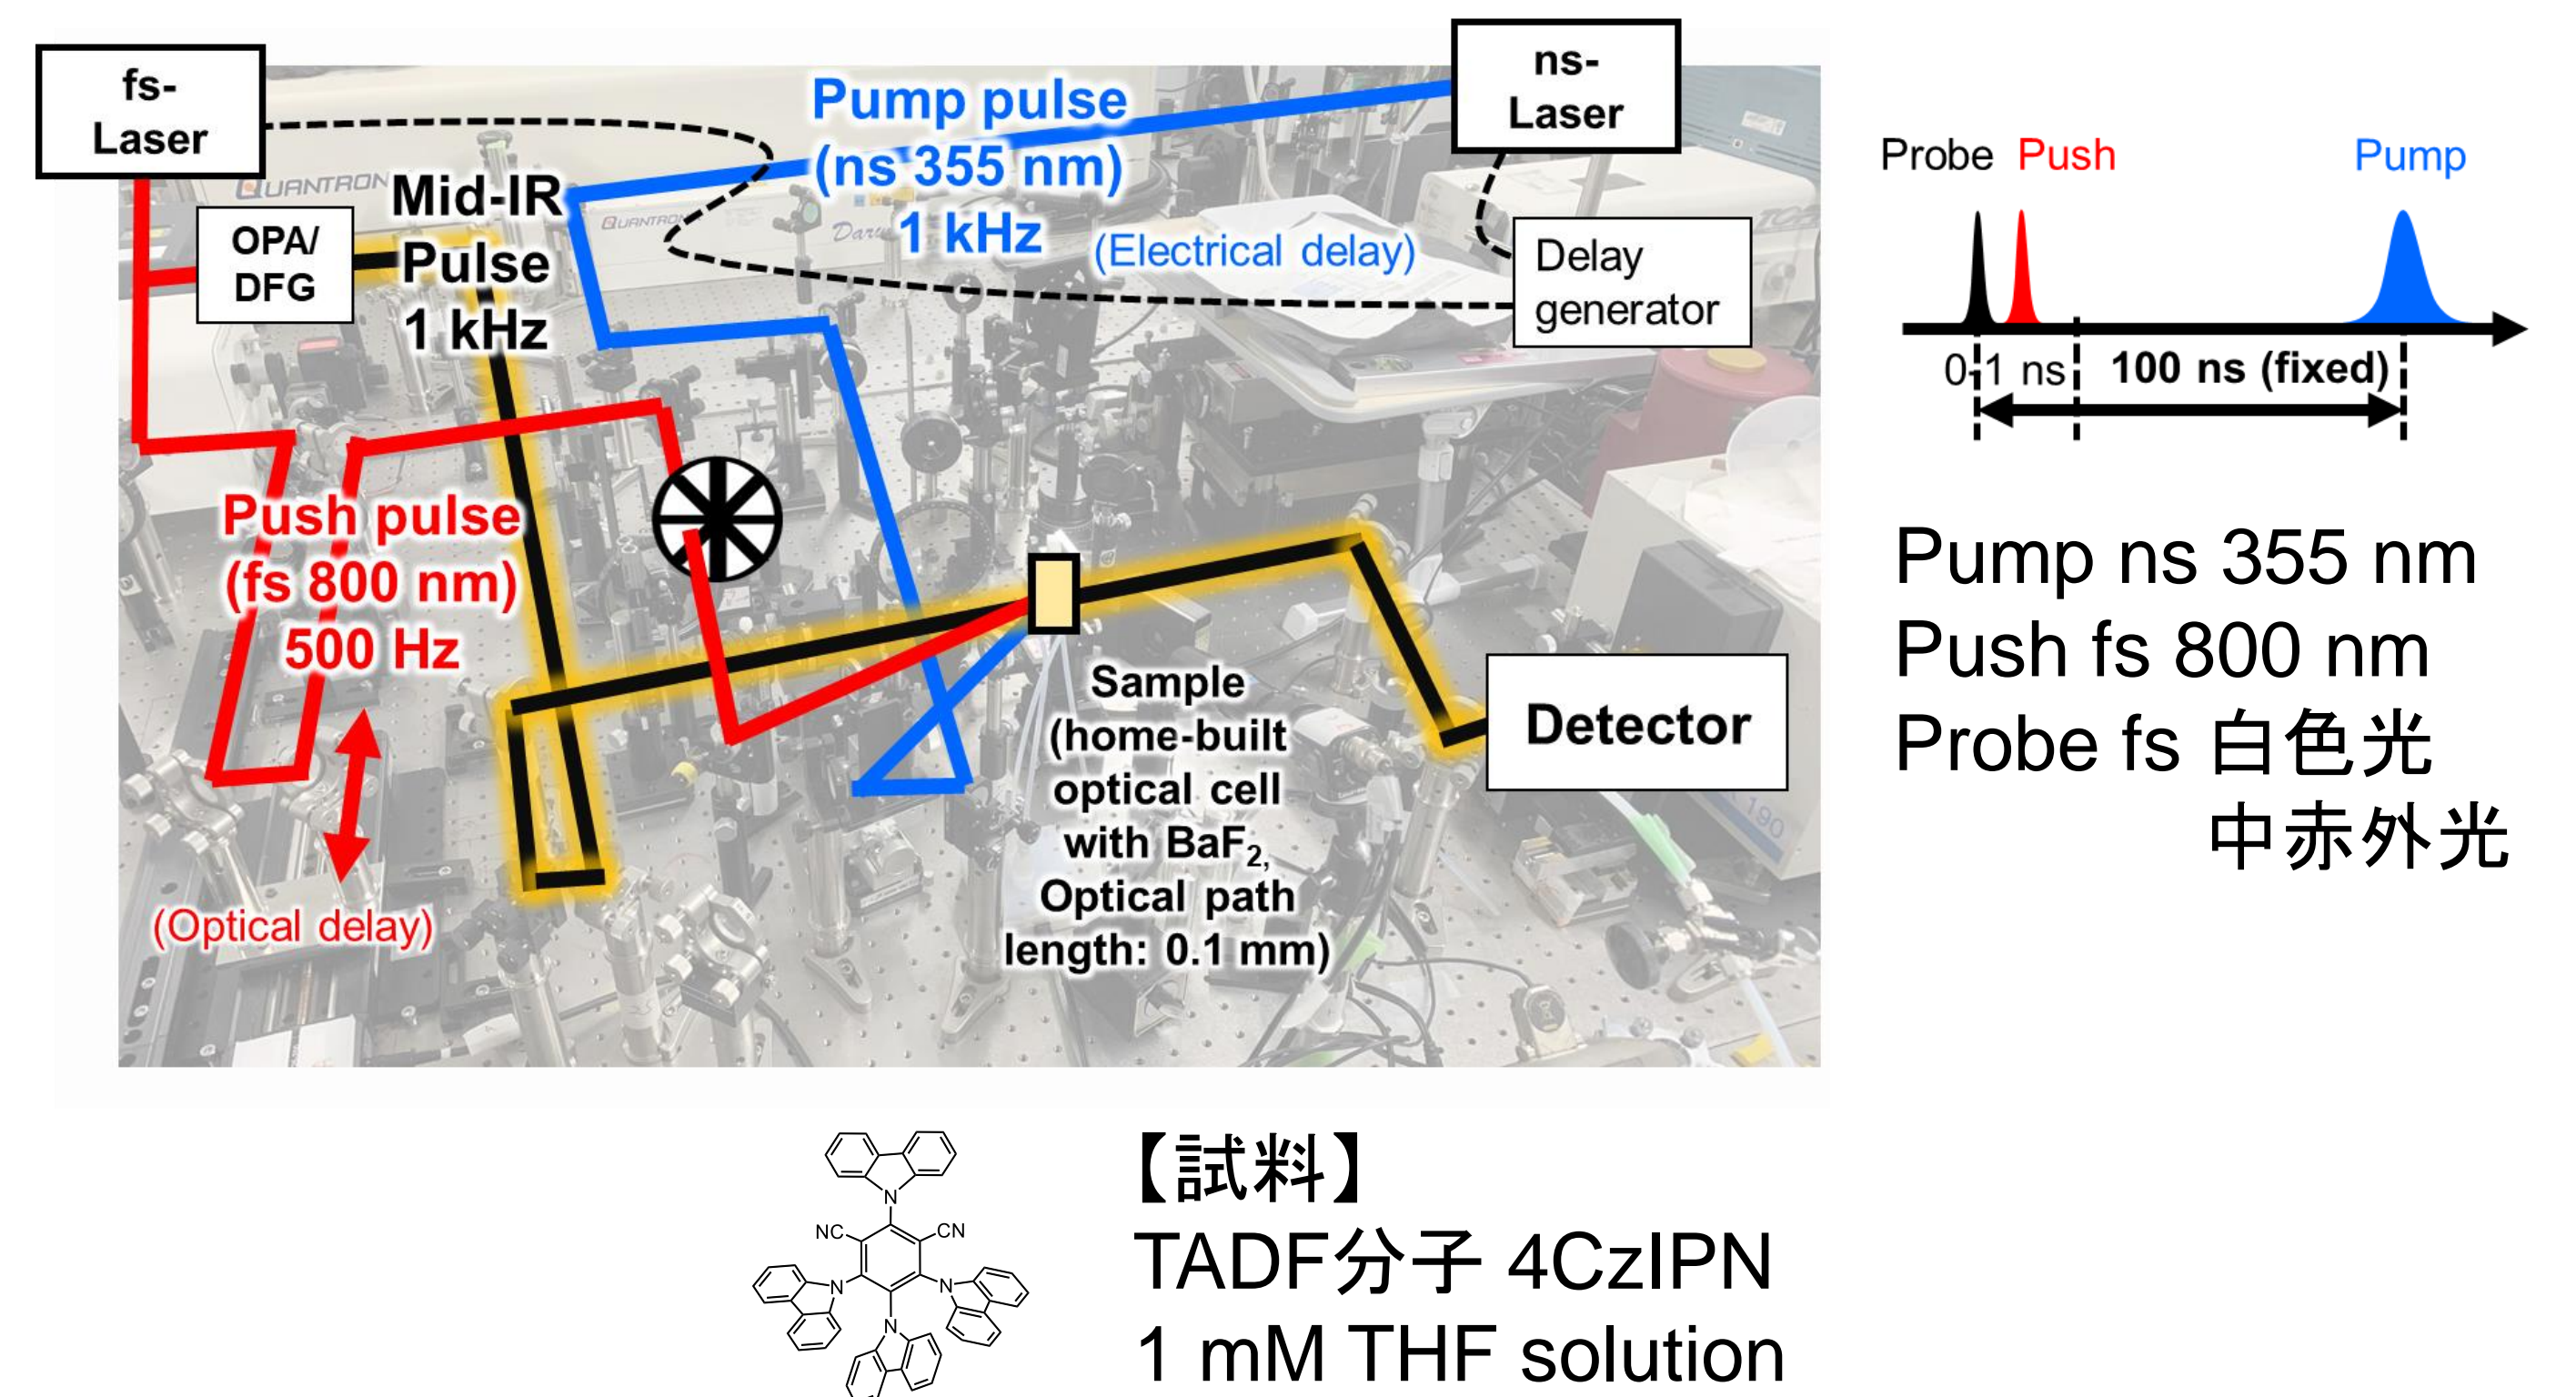 fs-
Laser
ns-
Laser
Pump pulse
(ns 355 nm)
1 kHz
(Electrical delay)
Delay
generator
OPA/
DFG
Mid-IR
Pulse
1 kHz
QUANTRON
QUANTRON
Push pulse
(fs 800 nm)
500 Hz
(Optical delay)
Sample
(home-built
optical cell
with BaF₂,
Optical path
length: 0.1 mm)
Detector
190
Probe Push Pump
0-1 ns 100 ns (fixed)
Pump ns 355 nm
Push fs 800 nm
Probe fs 白色光
中赤外光
N
NC CN
N N
N
【試料】
TADF分子 4CzIPN
1 mM THF solution